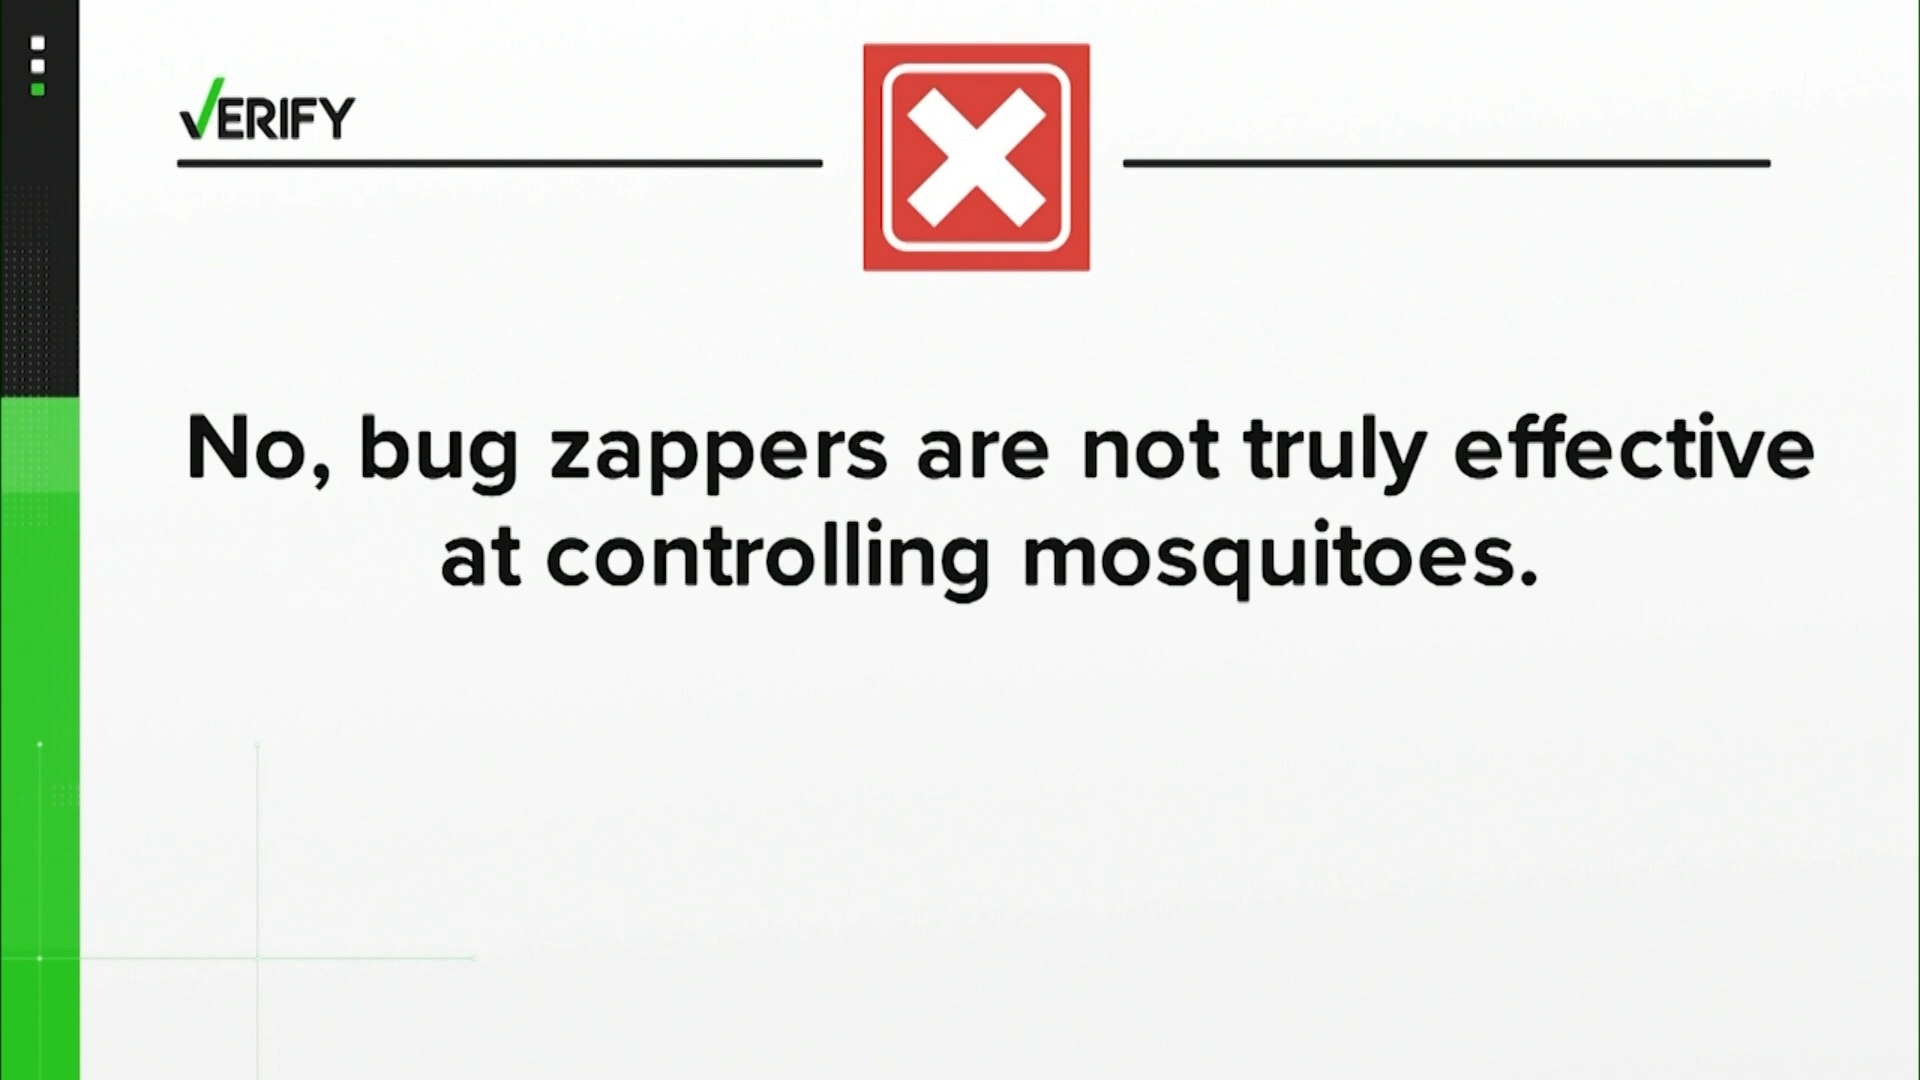 VERIFY
No, bug zappers are not truly effective
at controlling mosquitoes.